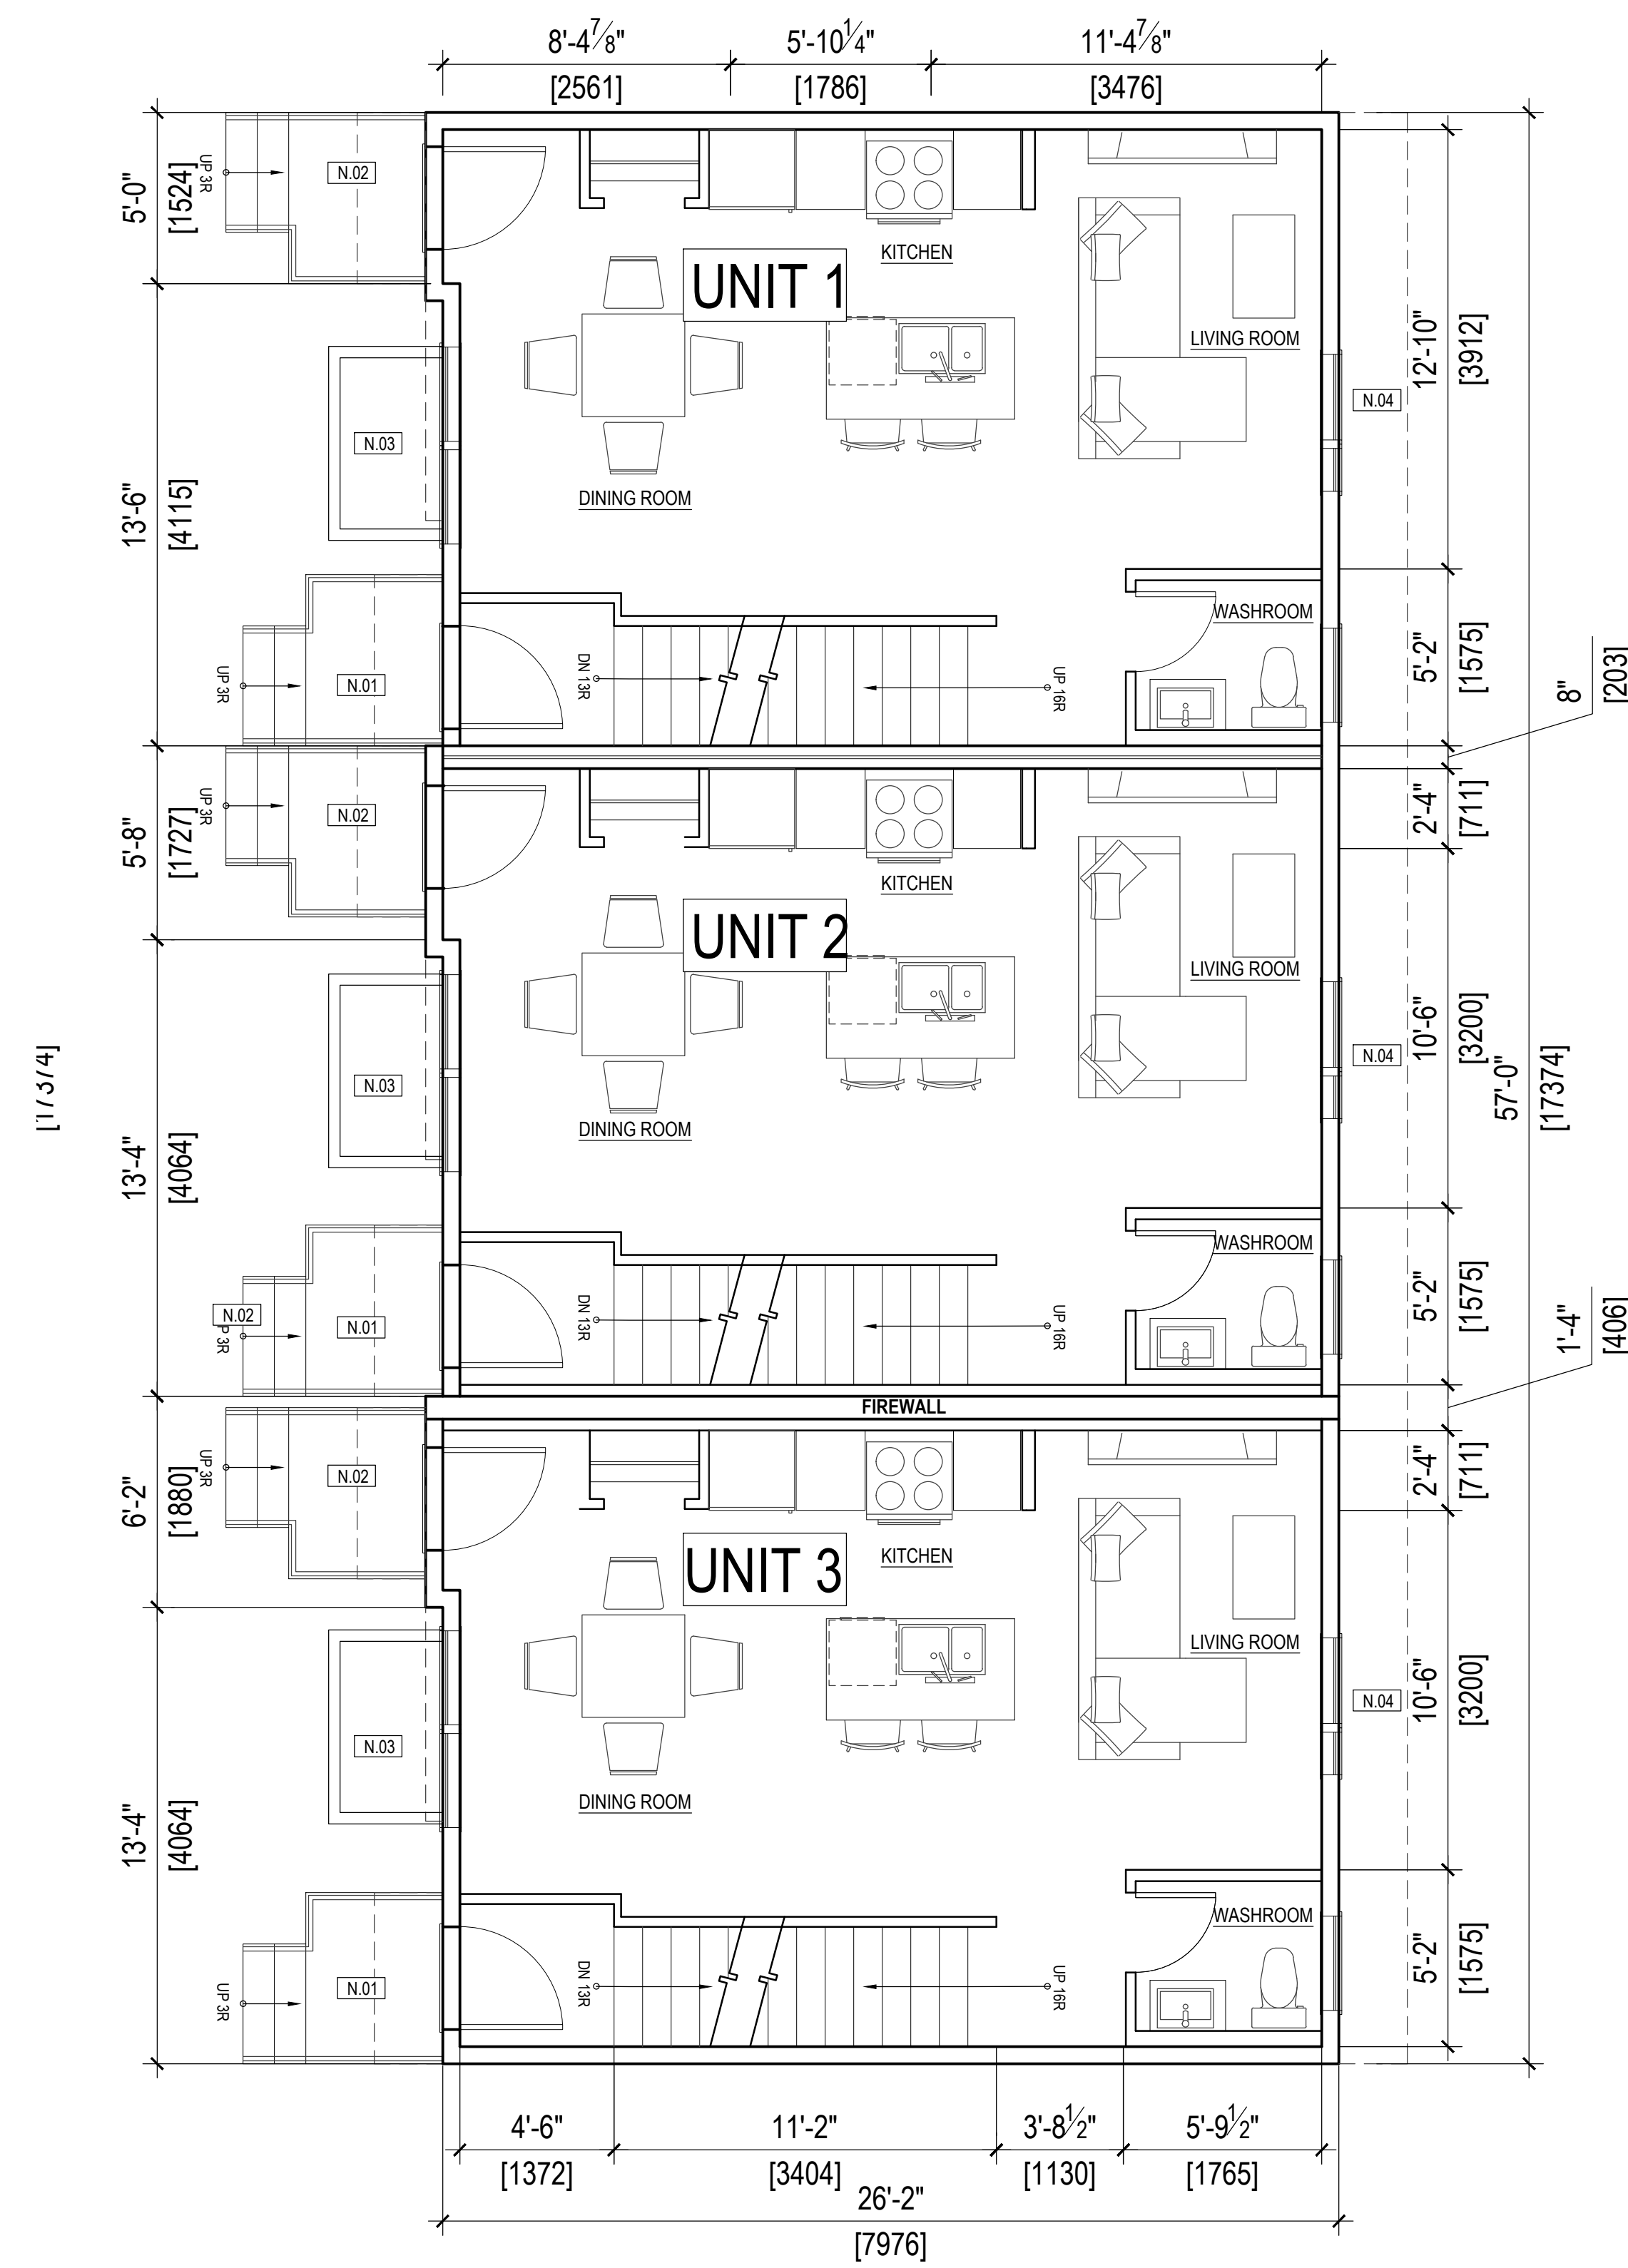 8'-4 7/8"
5'-10 1/4"
11'-4 7/8"
[2561]
[1786]
[3476]
5'-0"
[1524]
UP 3R
N.02
KITCHEN
UNIT 1
LIVING ROOM
12'-10"
[3912]
N.04
N.03
DINING ROOM
13'-6"
[4115]
WASHROOM
UP 3R
N.01
DN 13R
UP 16R
5'-2"
[1575]
8"
[203]
5'-8"
[1727]
UP 3R
N.02
2'-4"
[711]
KITCHEN
UNIT 2
LIVING ROOM
10'-6"
[3200]
57'-0"
[17374]
N.04
[17374]
N.03
DINING ROOM
13'-4"
[4064]
WASHROOM
N.02
3R
N.01
DN 13R
UP 16R
5'-2"
[1575]
1'-4"
[406]
FIREWALL
6'-2"
[1880]
UP 3R
N.02
2'-4"
[711]
KITCHEN
UNIT 3
LIVING ROOM
10'-6"
[3200]
N.04
N.03
DINING ROOM
13'-4"
[4064]
WASHROOM
UP 3R
N.01
DN 13R
UP 16R
5'-2"
[1575]
4'-6"
11'-2"
3'-8 1/2"
5'-9 1/2"
[1372]
[3404]
[1130]
[1765]
26'-2"
[7976]